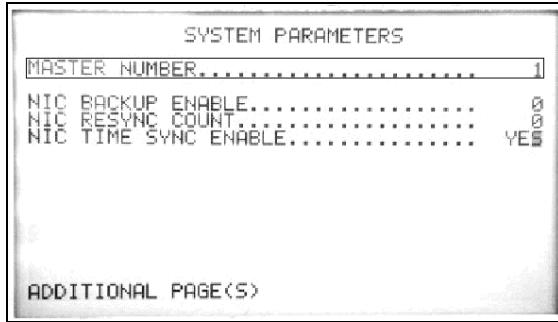 SYSTEM PARAMETERS
MASTER NUMBER....................... 1
NIC BACKUP ENABLE................... 0
NIC RESYNC COUNT.................... 0
NIC TIME SYNC ENABLE............... YES
ADDITIONAL PAGE(S)